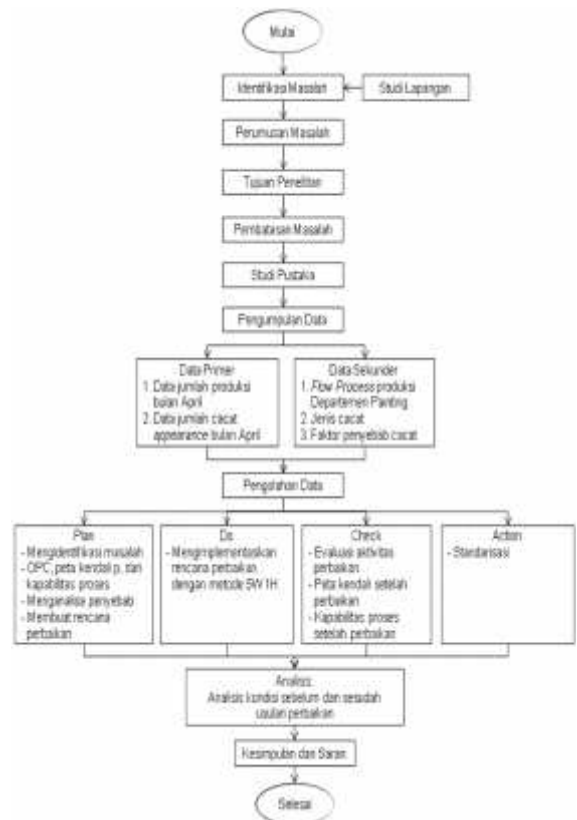 Mulai
Identifikasi Masalah
Studi Lapangan
Perumusan Masalah
Tujuan Penelitian
Pembatasan Masalah
Studi Pustaka
Pengumpulan Data
Data Primer
1. Data jumlah produksi
bulan April
2. Data jumlah cacat
appearance bulan April
Data Sekunder
1. Flow Process produksi
Departemen Painting
2. Jenis cacat
3. Faktor penyebab cacat
Pengolahan Data
Plan
- Mengidentifikasi masalah
- OPC, peta kendali p, dan
kapabilitas proses
- Menganalisa penyebab
- Membuat rencana
perbaikan
Do
- Mengimplementasikan
rencana perbaikan
dengan metode 5W 1H
Check
- Evaluasi aktivitas
perbaikan
- Peta kendali setelah
perbaikan
- Kapabilitas proses
setelah perbaikan
Action
- Standarisasi
Analisis
Analisis kondisi sebelum dan sesudah
usulan perbaikan
Kesimpulan dan Saran
Selesai